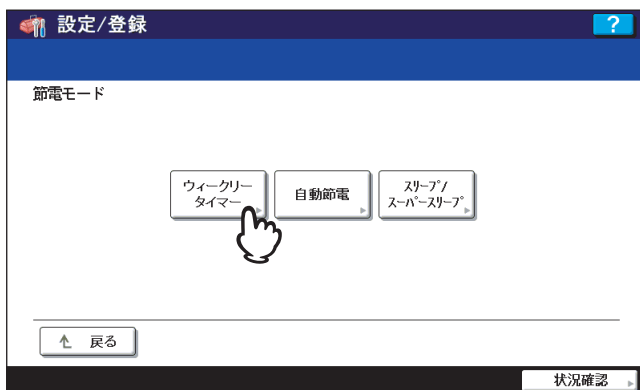 設定/登録
?
節電モード
ウィークリー
タイマー
自動節電
ｽﾘｰﾌﾟ/
ｽｰﾊﾟｰｽﾘｰﾌﾟ
戻る
状況確認